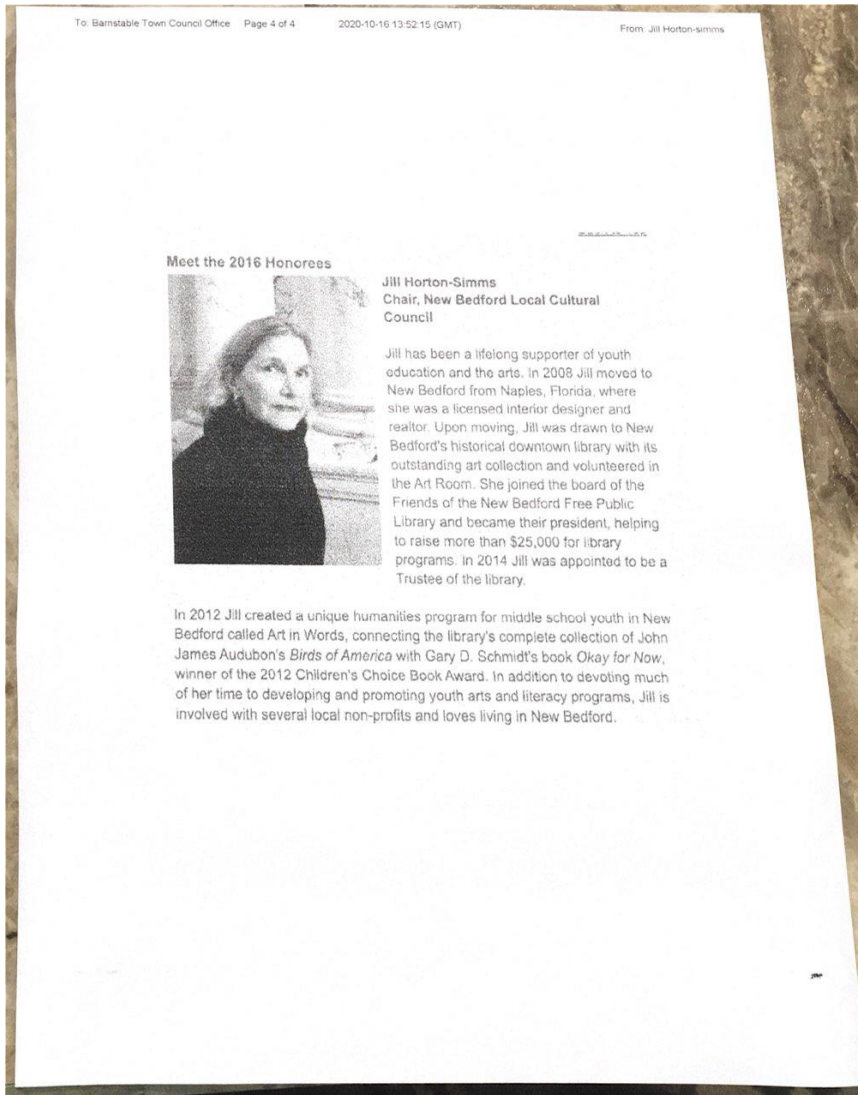 To: Barnstable Town Council Office Page 4 of 4 2020-10-16 13:52:15 (GMT) From: Jill Horton-simms
Meet the 2016 Honorees
Jill Horton-Simms
Chair, New Bedford Local Cultural
Council
Jill has been a lifelong supporter of youth
education and the arts. In 2008 Jill moved to
New Bedford from Naples, Florida, where
she was a licensed interior designer and
realtor. Upon moving, Jill was drawn to New
Bedford's historical downtown library with its
outstanding art collection and volunteered in
the Art Room. She joined the board of the
Friends of the New Bedford Free Public
Library and became their president, helping
to raise more than $25,000 for library
programs. In 2014 Jill was appointed to be a
Trustee of the library.
In 2012 Jill created a unique humanities program for middle school youth in New
Bedford called Art in Words, connecting the library's complete collection of John
James Audubon's Birds of America with Gary D. Schmidt's book Okay for Now,
winner of the 2012 Children's Choice Book Award. In addition to devoting much
of her time to developing and promoting youth arts and literacy programs, Jill is
involved with several local non-profits and loves living in New Bedford.